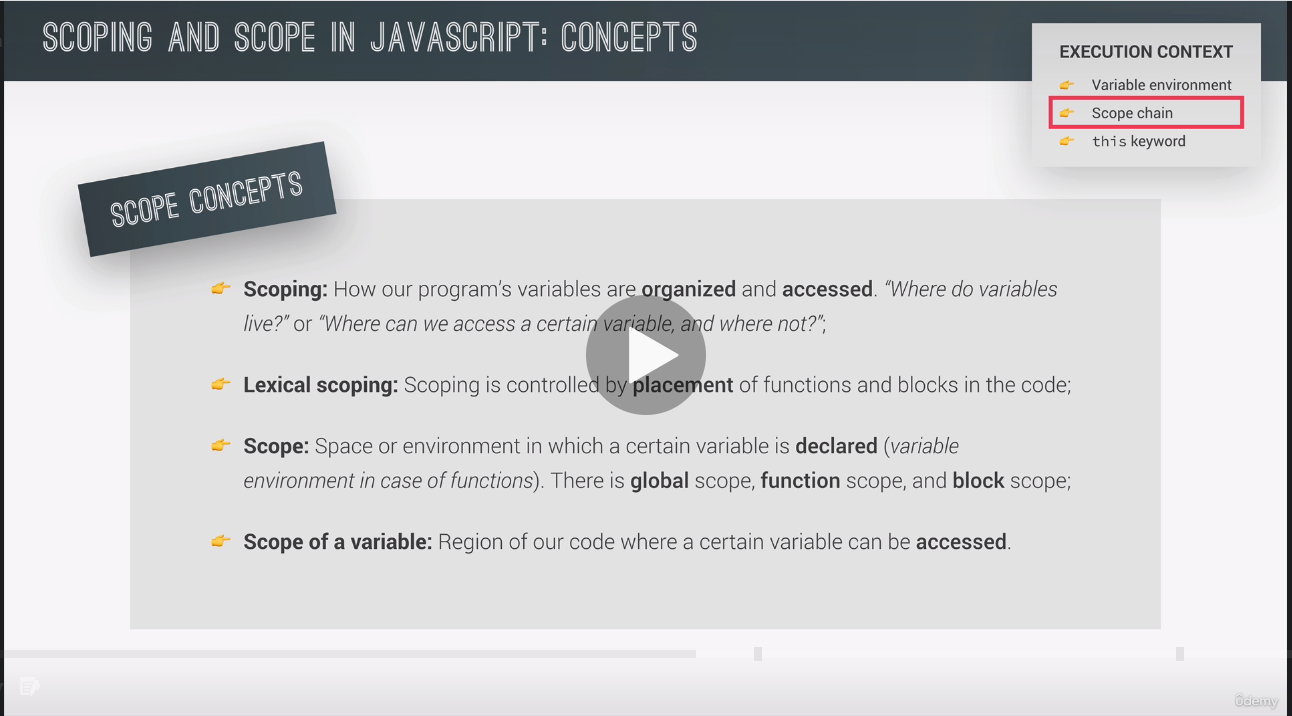 SCOPING AND SCOPE IN JAVASCRIPT: CONCEPTS
EXECUTION CONTEXT
Variable environment
Scope chain
this keyword
SCOPE CONCEPTS
Scoping: How our program’s variables are organized and accessed. “Where do variables
live?” or “Where can we access a certain variable, and where not?”;
Lexical scoping: Scoping is controlled by placement of functions and blocks in the code;
Scope: Space or environment in which a certain variable is declared (variable
environment in case of functions). There is global scope, function scope, and block scope;
Scope of a variable: Region of our code where a certain variable can be accessed.
ûdemy